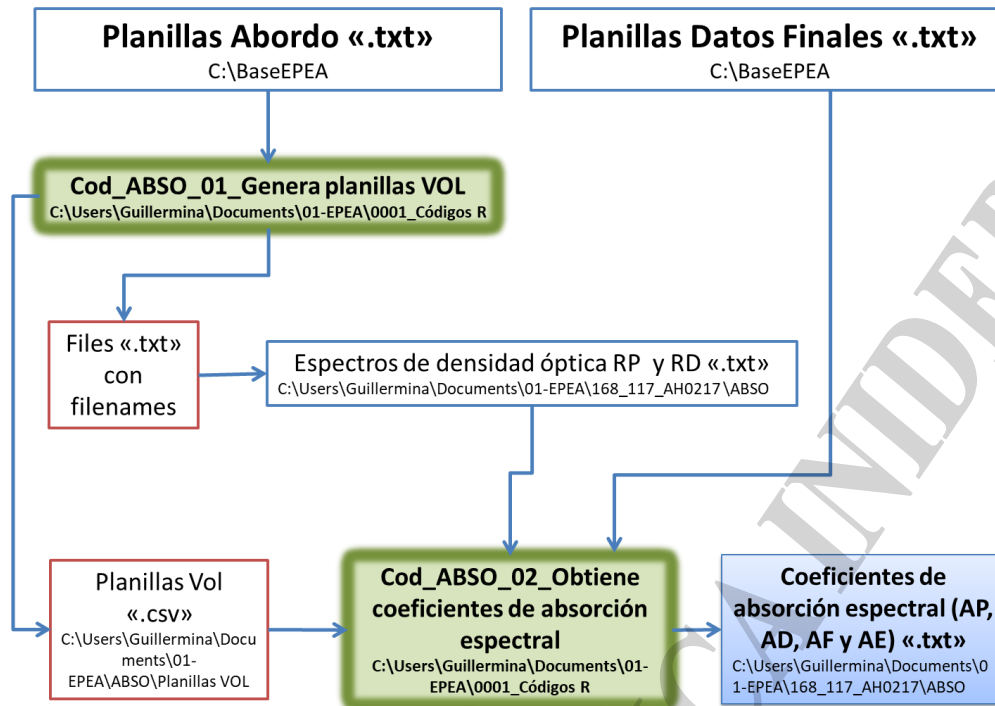 Planillas Abordo «.txt»
C:\BaseEPEA
Planillas Datos Finales «.txt»
C:\BaseEPEA
Cod_ABSO_01_Genera planillas VOL
C:\Users\Guillermina\Documents\01-EPEA\0001_Códigos R
Files «.txt»
con
filenames
Espectros de densidad óptica RP y RD «.txt»
C:\Users\Guillermina\Documents\01-EPEA\168_117_AH0217\ABSO
Planillas Vol
«.csv»
C:\Users\Guillermina\Docu
ments\01-
EPEA\ABSO\Planillas VOL
Cod_ABSO_02_Obtiene
coeficientes de absorción
espectral
C:\Users\Guillermina\Documents\01-
EPEA\0001_Códigos R
Coeficientes de
absorción espectral (AP,
AD, AF y AE) «.txt»
C:\Users\Guillermina\Documents\0
1-EPEA\168_117_AH0217\ABSO
CA INIDEP